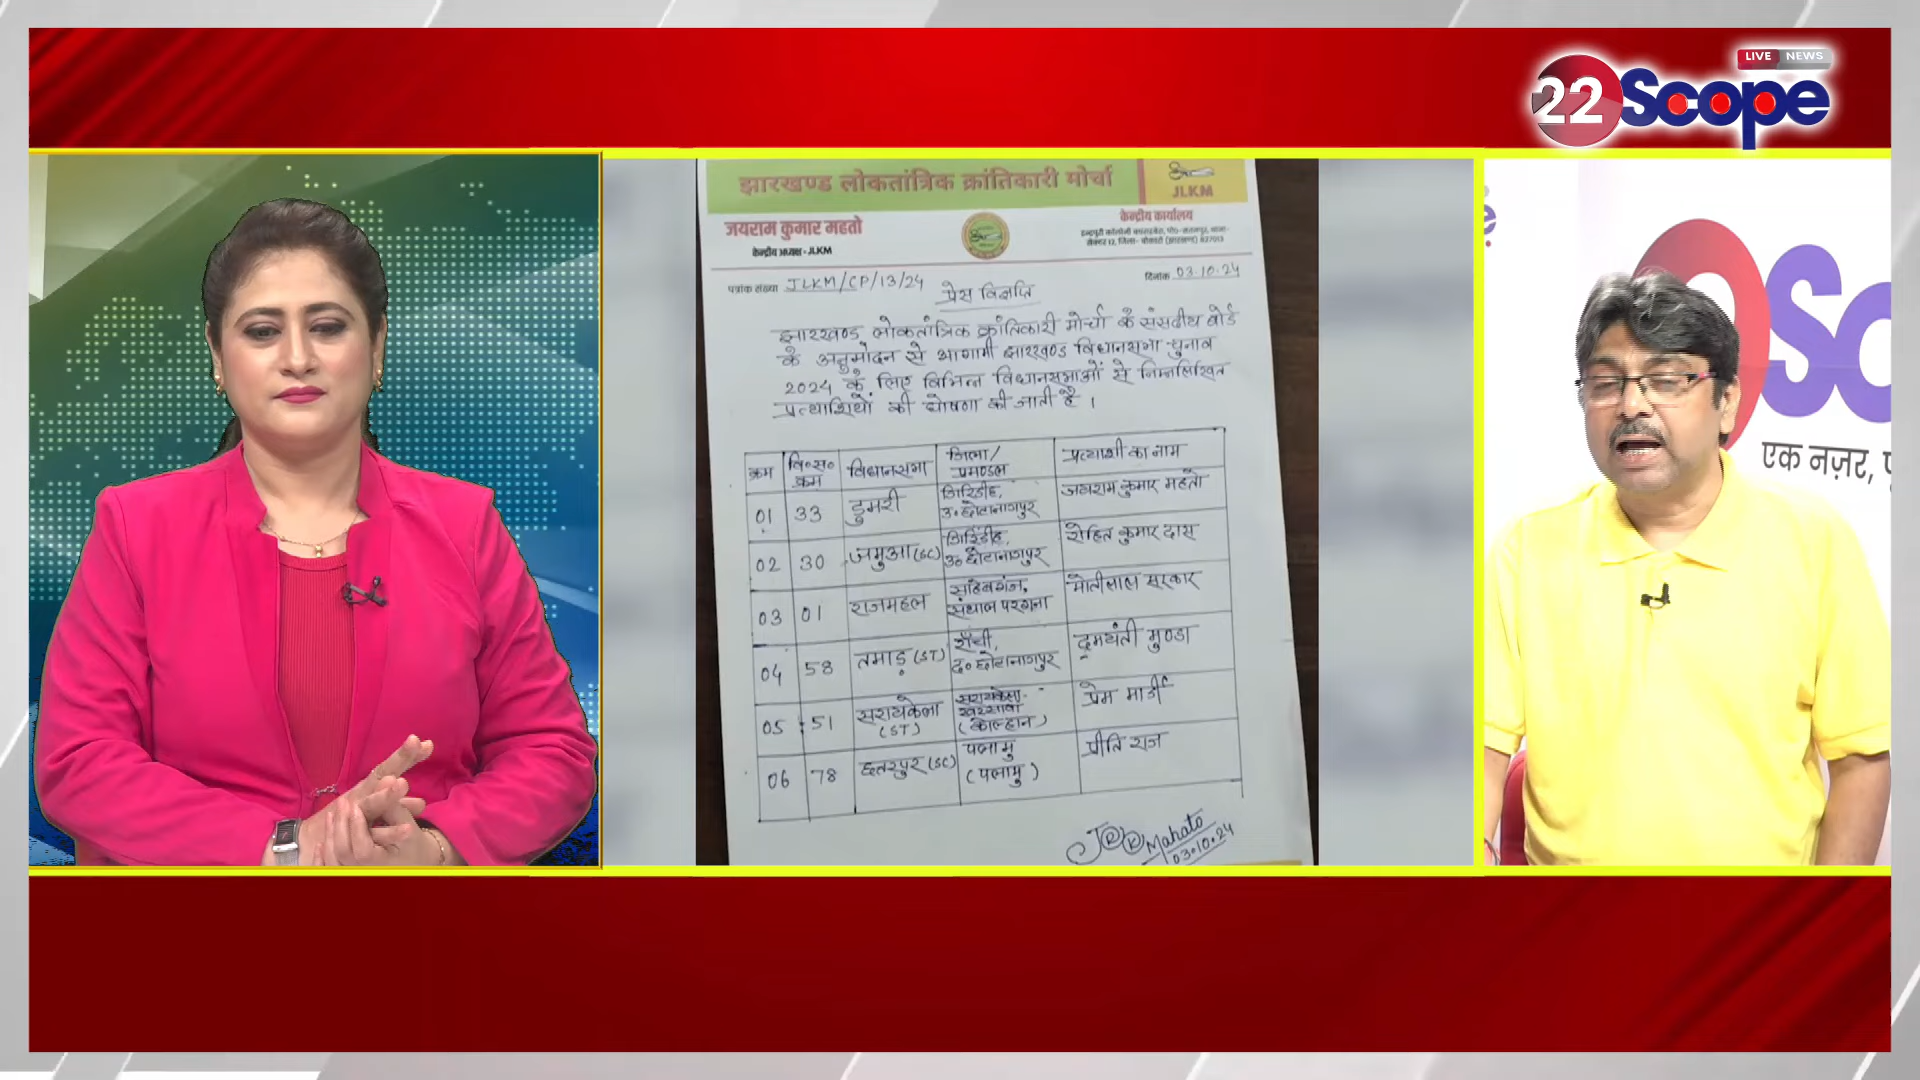 LIVE NEWS
22Scope
झारखण्ड लोकतांत्रिक क्रांतिकारी मोर्चा
JLKM
जयराम कुमार महतो
केन्द्रीय अध्यक्ष - JLKM
केन्द्रीय कार्यालय
पत्रांक संख्या JLKM/CP/13/24
दिनांक 03.10.24
प्रेस विज्ञप्ति
झारखण्ड लोकतांत्रिक क्रांतिकारी मोर्चा के संसदीय बोर्ड
के अनुमोदन से आगामी झारखण्ड विधानसभा चुनाव
2024 के लिए विभिन्न विधानसभाओं से निम्नलिखित
प्रत्याशियों की घोषणा की जाती है ।
क्रम वि०स० क्रम विधानसभा जिला/ प्रमण्डल प्रत्याशी का नाम
01 33 डुमरी गिरिडीह, उ० छोटानागपुर जयराम कुमार महतो
02 30 जमुआ (SC) गिरिडीह, उ० छोटानागपुर रोहित कुमार दास
03 01 राजमहल साहिबगंज, संथाल परगना मोतीलाल सरकार
04 58 तमाड़ (ST) राँची, द० छोटानागपुर दमयंती मुण्डा
05 51 सरायकेला (ST) सरायकेला- खरसावां (कोल्हान) प्रेम मार्डी
06 78 छतरपुर (SC) पलामु (पलामु) प्रीति राज
Mahato
03.10.24
Sc
एक नज़र,